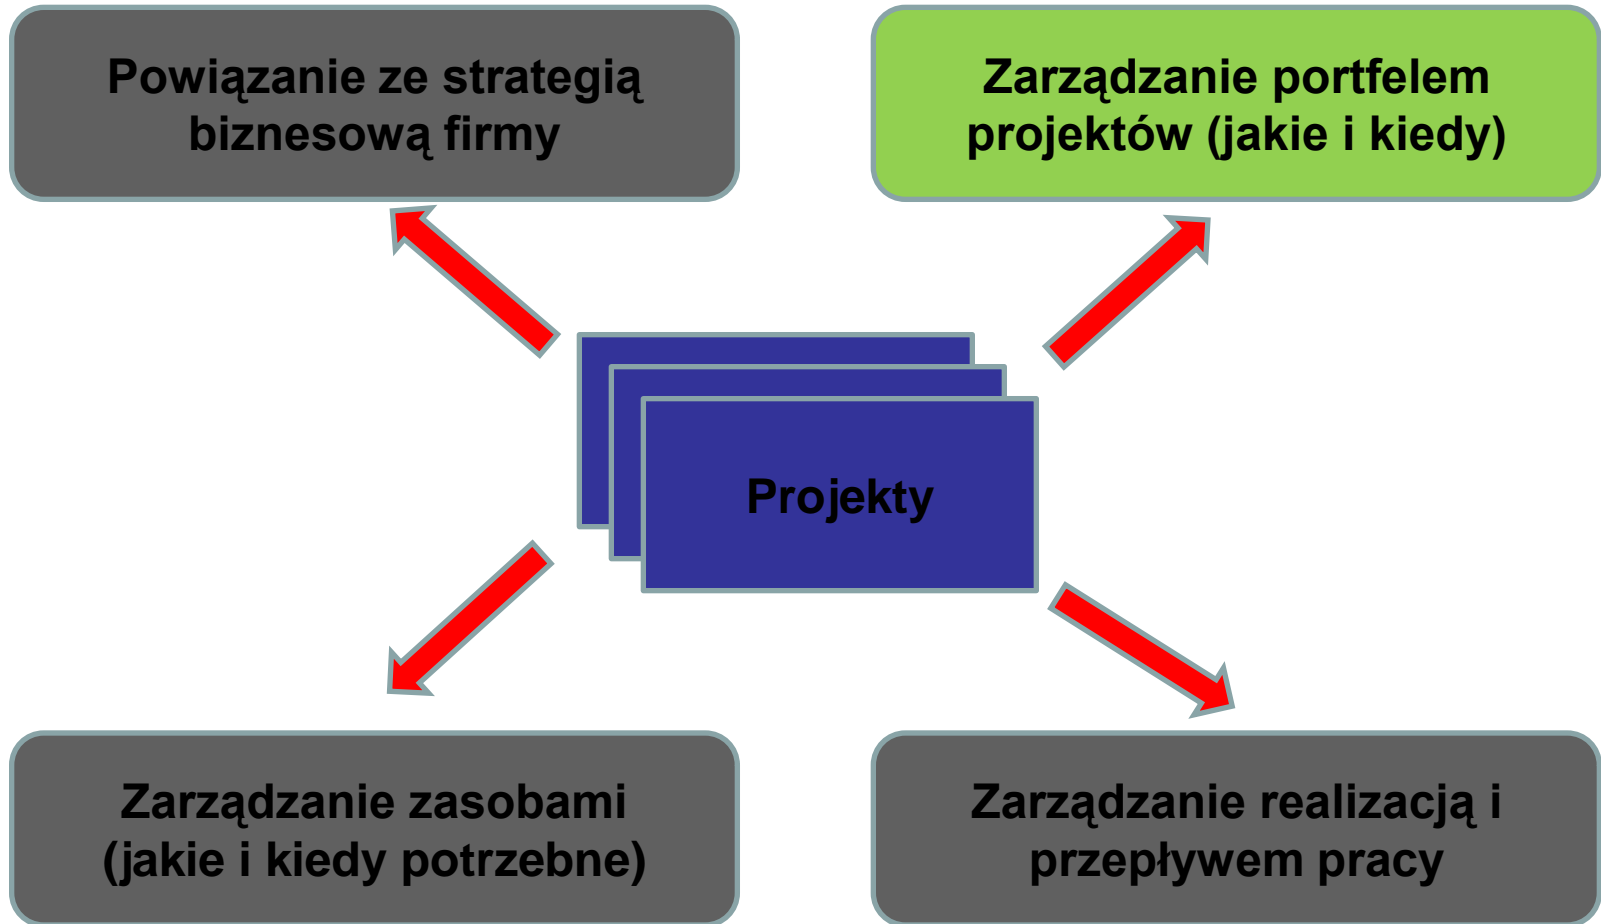 Powiązanie ze strategią
biznesową firmy
Zarządzanie portfelem
projektów (jakie i kiedy)
Projekty
Zarządzanie zasobami
(jakie i kiedy potrzebne)
Zarządzanie realizacją i
przepływem pracy